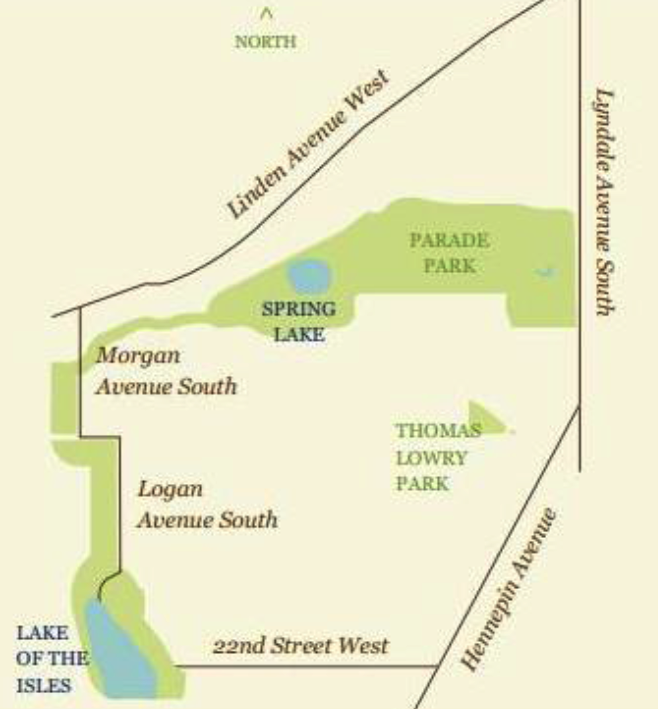 NORTH
Linden Avenue West
Lyndale Avenue South
PARADE
PARK
SPRING
LAKE
Morgan
Avenue South
THOMAS
LOWRY
PARK
Logan
Avenue South
Hennepin Avenue
LAKE
OF THE
ISLES
22nd Street West